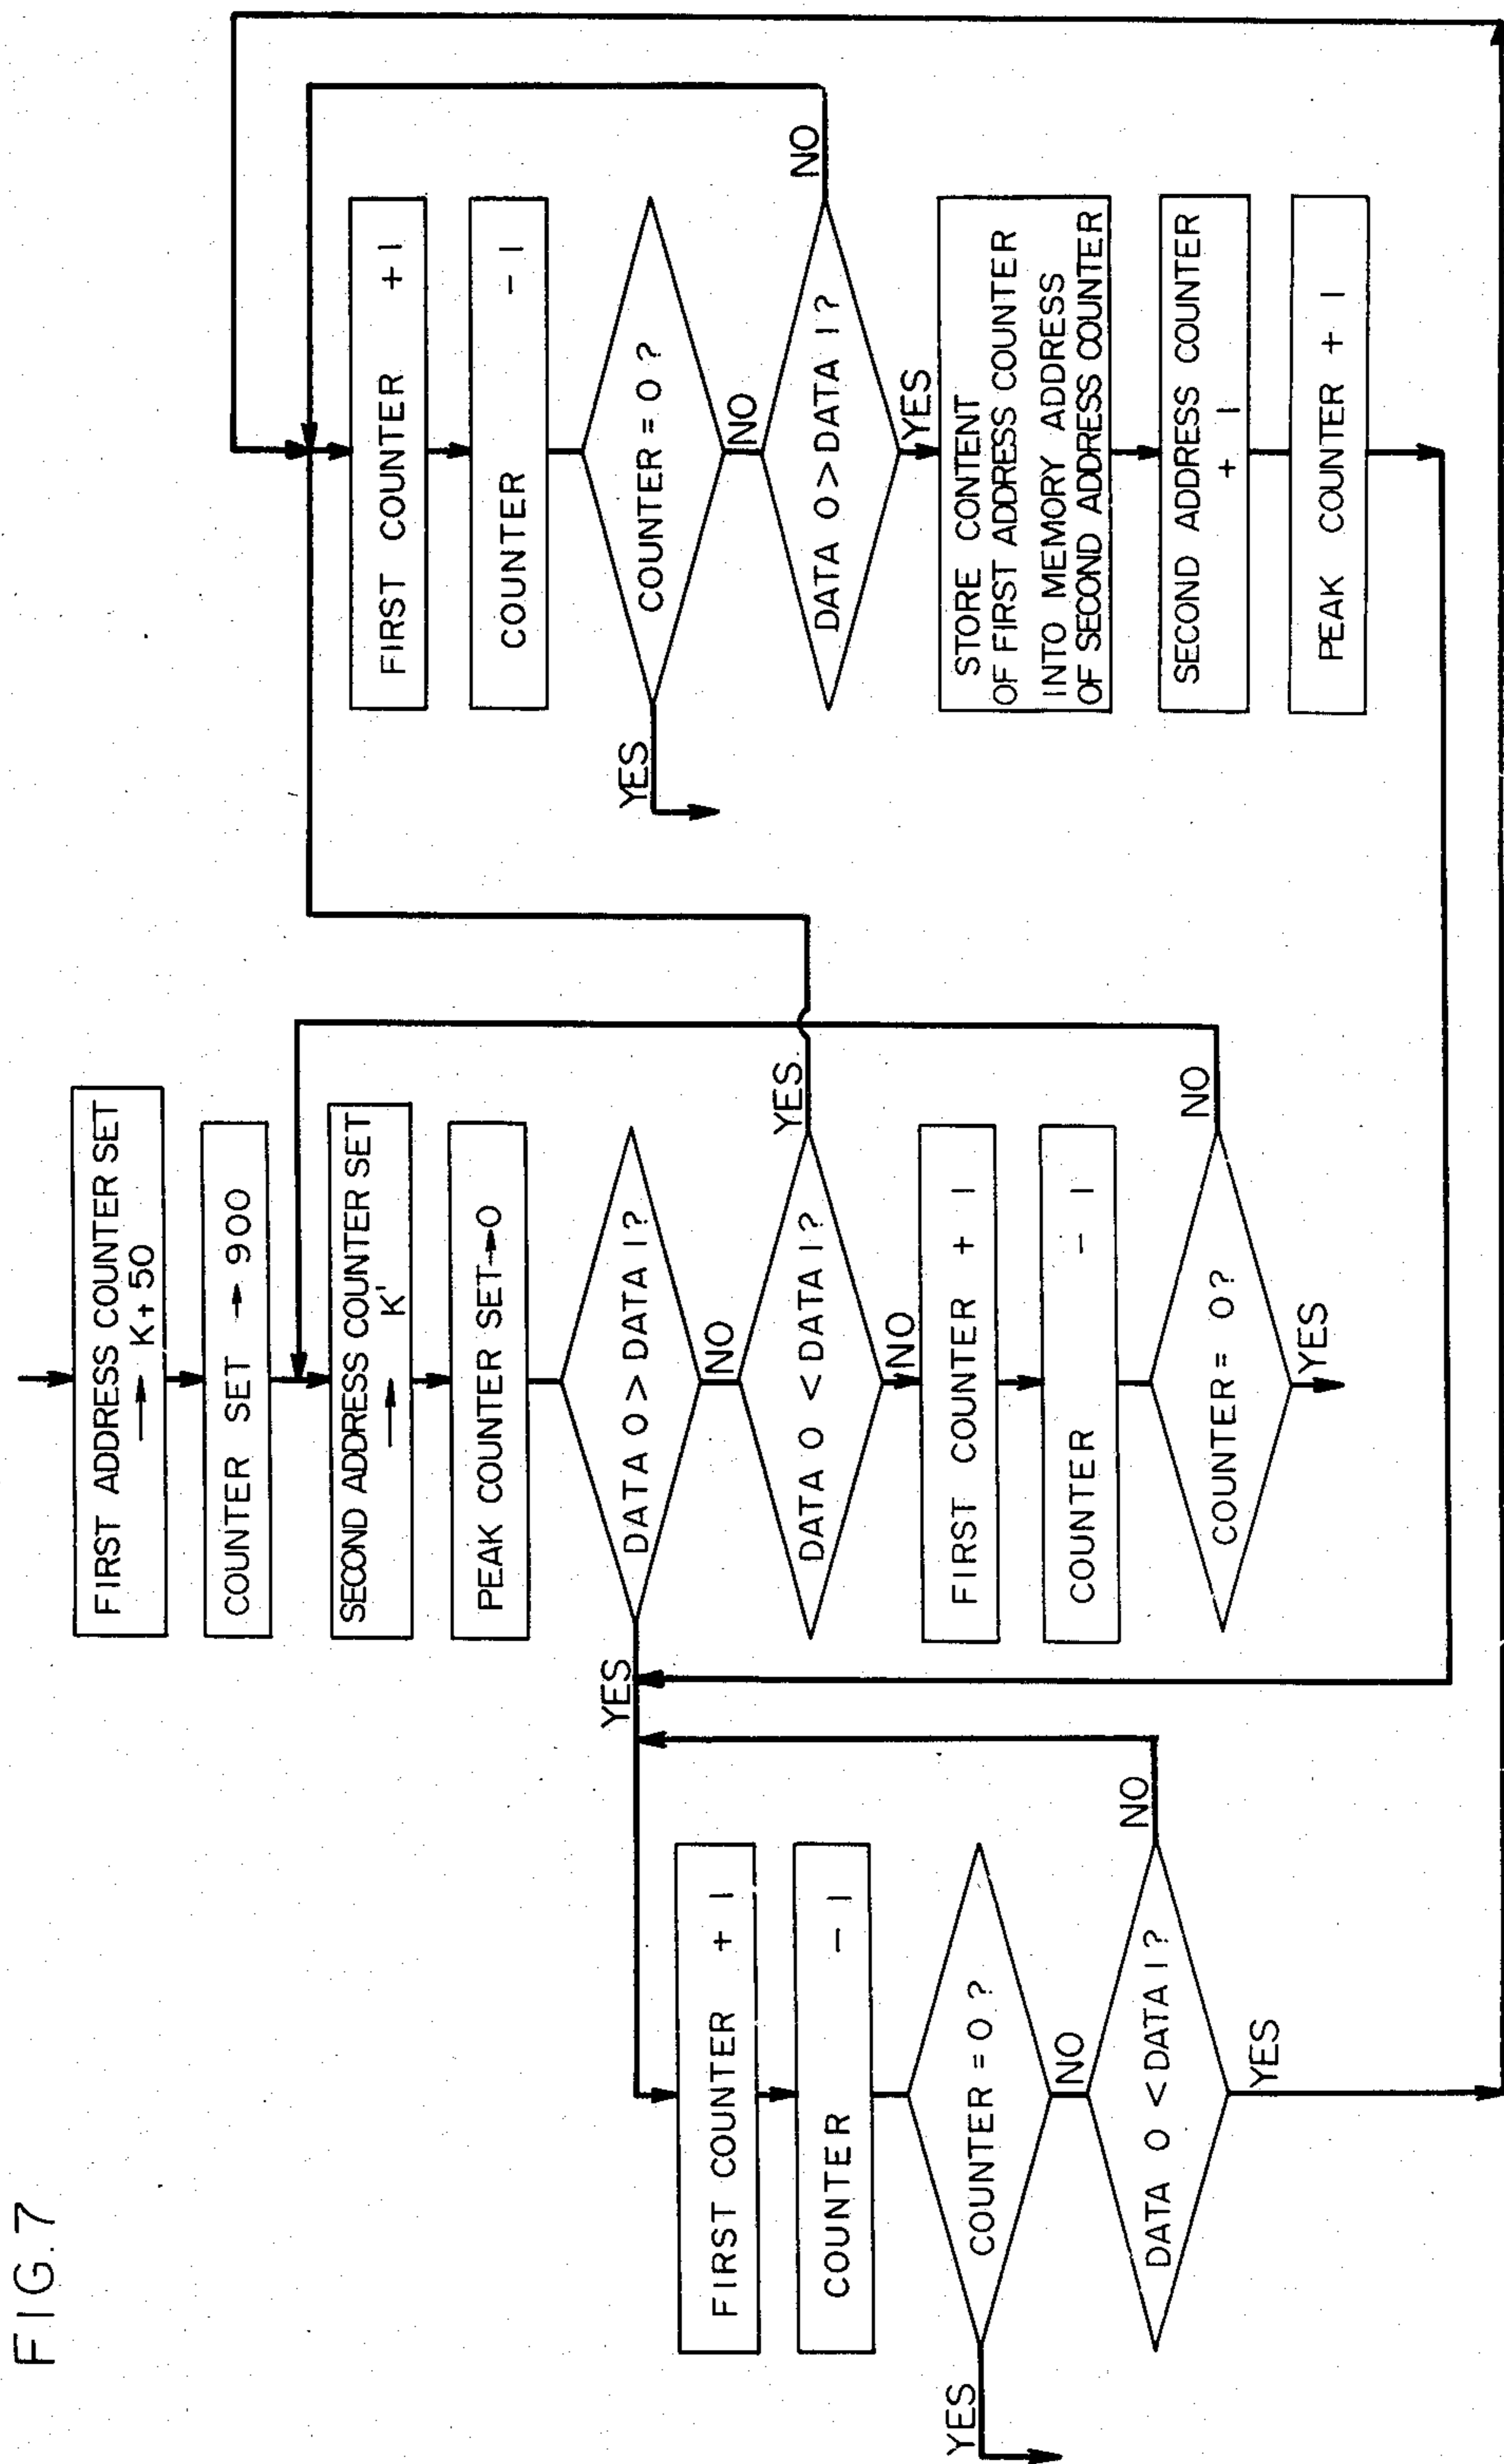 FIG. 7
FIRST ADDRESS COUNTER SET
→ K+50
COUNTER SET → 900
SECOND ADDRESS COUNTER SET
→ K'
PEAK COUNTER SET→0
DATA 0 > DATA 1?
YES
NO
DATA 0 < DATA 1?
YES
NO
FIRST COUNTER + 1
COUNTER - 1
COUNTER = 0?
NO
YES
FIRST COUNTER + 1
COUNTER - 1
COUNTER = 0?
YES
NO
DATA 0 < DATA 1?
NO
YES
FIRST COUNTER + 1
COUNTER - 1
COUNTER = 0?
YES
NO
DATA 0 > DATA 1?
NO
YES
STORE CONTENT
OF FIRST ADDRESS COUNTER
INTO MEMORY ADDRESS
OF SECOND ADDRESS COUNTER
SECOND ADDRESS COUNTER
+ 1
PEAK COUNTER + 1